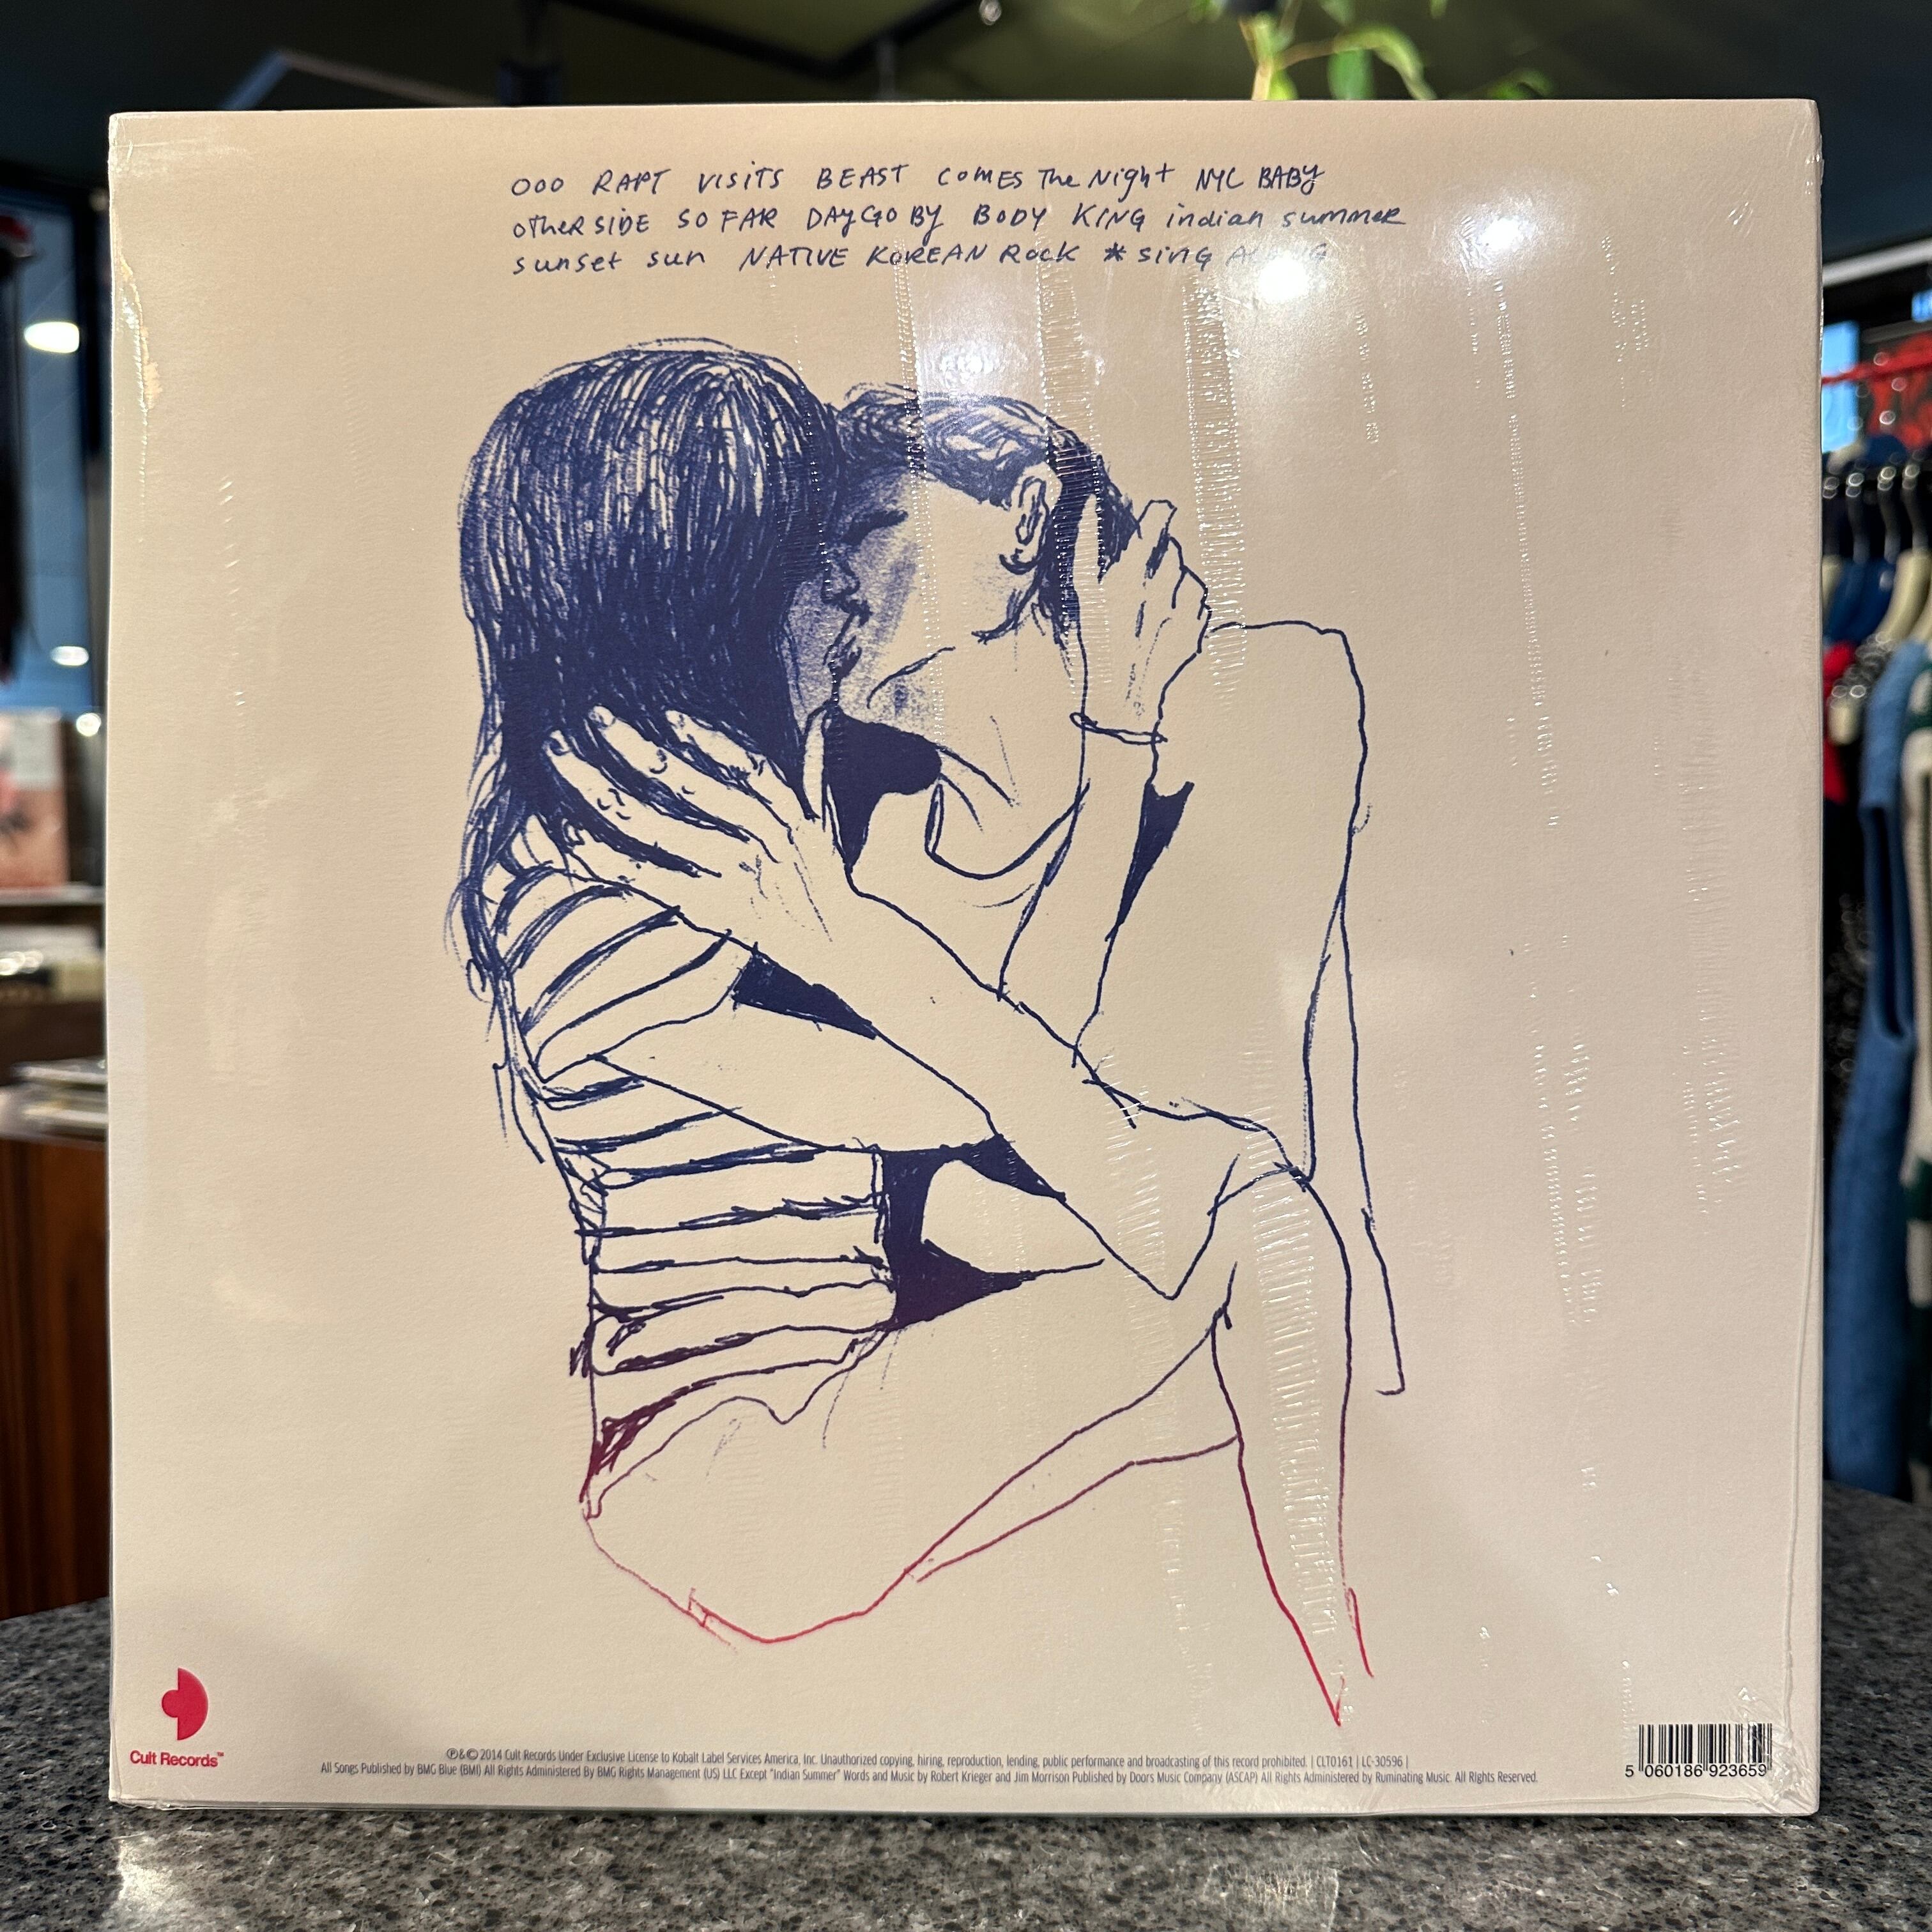 ooo RAPT VISITS BEAST COMES The Night NYC BABY
otheR SIDE SO FAR DAY GO BY BODY KING indian summer
sunset sun NATIVE KOREAN ROCK * sing ALONG
Cult Records™
℗&© 2014 Cult Records Under Exclusive License to Kobalt Label Services America, Inc. Unauthorized copying, hiring, reproduction, lending, public performance and broadcasting of this record prohibited. | CLT0161 | LC-30596 |
All Songs Published by BMG Blue (BMI) All Rights Administered By BMG Rights Management (US) LLC Except "Indian Summer" Words and Music by Robert Krieger and Jim Morrison Published by Doors Music Company (ASCAP) All Rights Administered by Ruminating Music. All Rights Reserved.
5 060186 923659